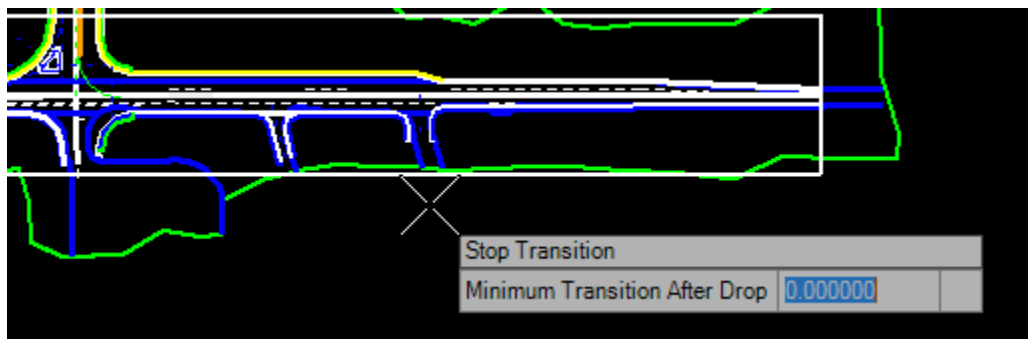 Stop Transition
Minimum Transition After Drop 0.000000